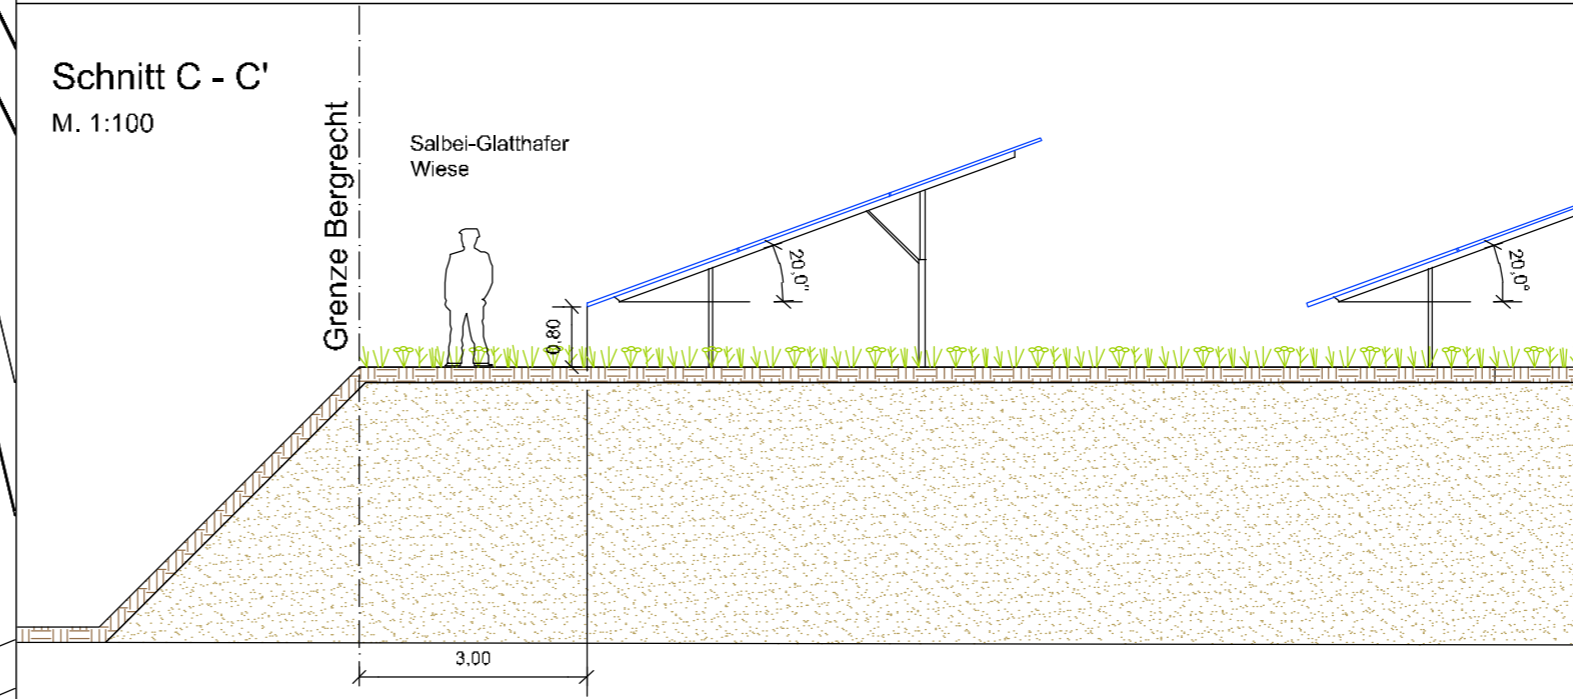 Schnitt C - C'
M. 1:100
Grenze Bergrecht
Salbei-Glatthafer
Wiese
0,80
20,0°
20,0°
3,00